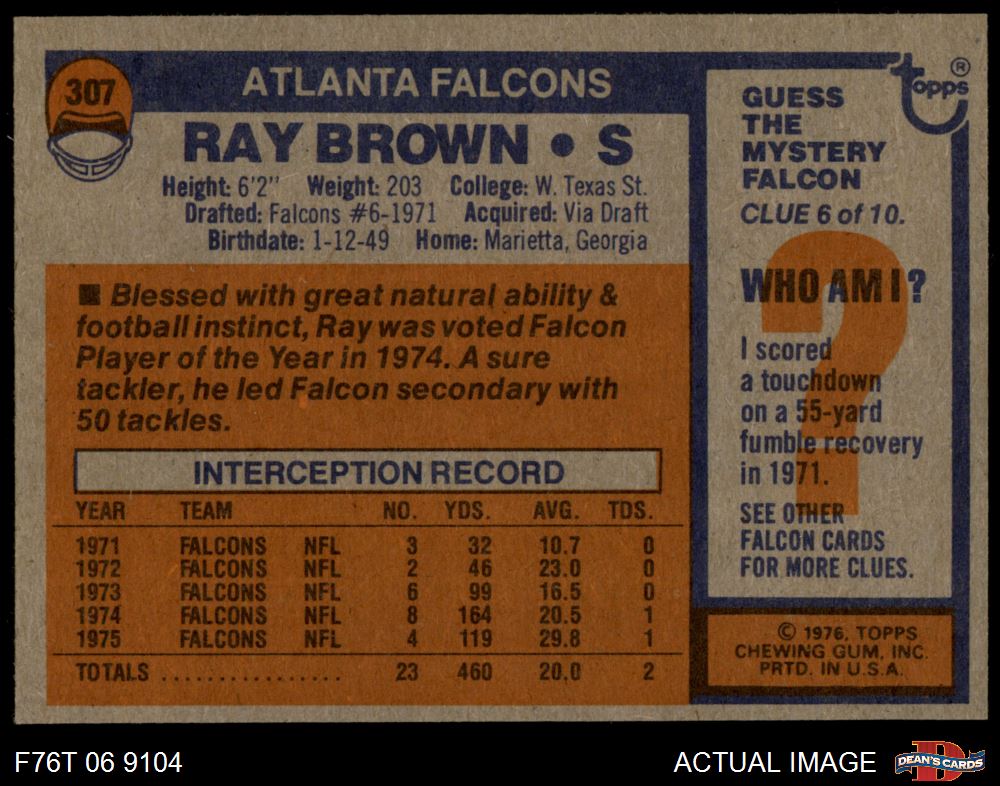 307
ATLANTA FALCONS
RAY BROWN • S
Height: 6'2" Weight: 203 College: W. Texas St.
Drafted: Falcons #6-1971 Acquired: Via Draft
Birthdate: 1-12-49 Home: Marietta, Georgia
■ Blessed with great natural ability &
football instinct, Ray was voted Falcon
Player of the Year in 1974. A sure
tackler, he led Falcon secondary with
50 tackles.
INTERCEPTION RECORD
YEAR TEAM NO. YDS. AVG. TDS.
1971 FALCONS NFL 3 32 10.7 0
1972 FALCONS NFL 2 46 23.0 0
1973 FALCONS NFL 6 99 16.5 0
1974 FALCONS NFL 8 164 20.5 1
1975 FALCONS NFL 4 119 29.8 1
TOTALS ................ 23 460 20.0 2
topps ®
GUESS
THE
MYSTERY
FALCON
CLUE 6 of 10.
?
WHO AM I?
I scored
a touchdown
on a 55-yard
fumble recovery
in 1971.
SEE OTHER
FALCON CARDS
FOR MORE CLUES.
© 1976, TOPPS
CHEWING GUM, INC.
PRTD. IN U.S.A.
F76T 06 9104
ACTUAL IMAGE
D
DEAN'S CARDS